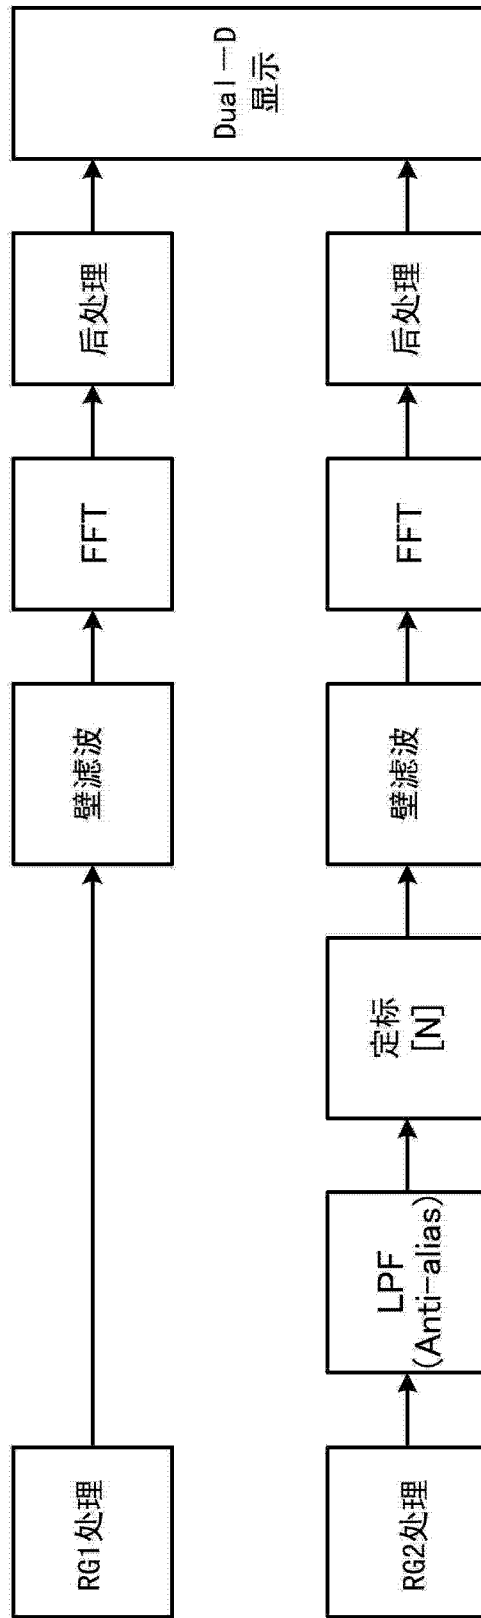 RG1处理
壁滤波
FFT
后处理
Dual—D
显示
RG2处理
LPF
(Anti-alias)
定标
[N]
壁滤波
FFT
后处理